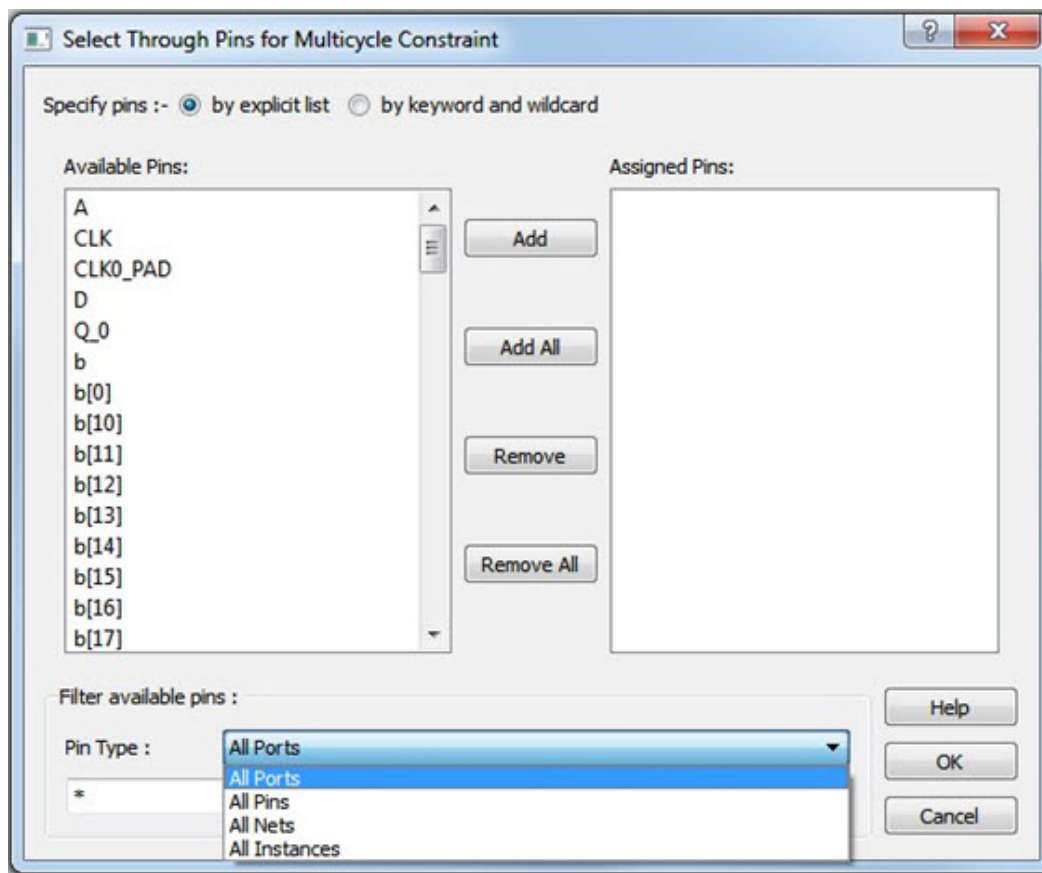 Select Through Pins for Multicycle Constraint
Specify pins :- by explicit list by keyword and wildcard
Available Pins:
Assigned Pins:
A
CLK
CLK0_PAD
D
Q_0
b
b[0]
b[10]
b[11]
b[12]
b[13]
b[14]
b[15]
b[16]
b[17]
Add
Add All
Remove
Remove All
Filter available pins :
Pin Type :
All Ports
All Ports
All Pins
All Nets
All Instances
*
Help
OK
Cancel